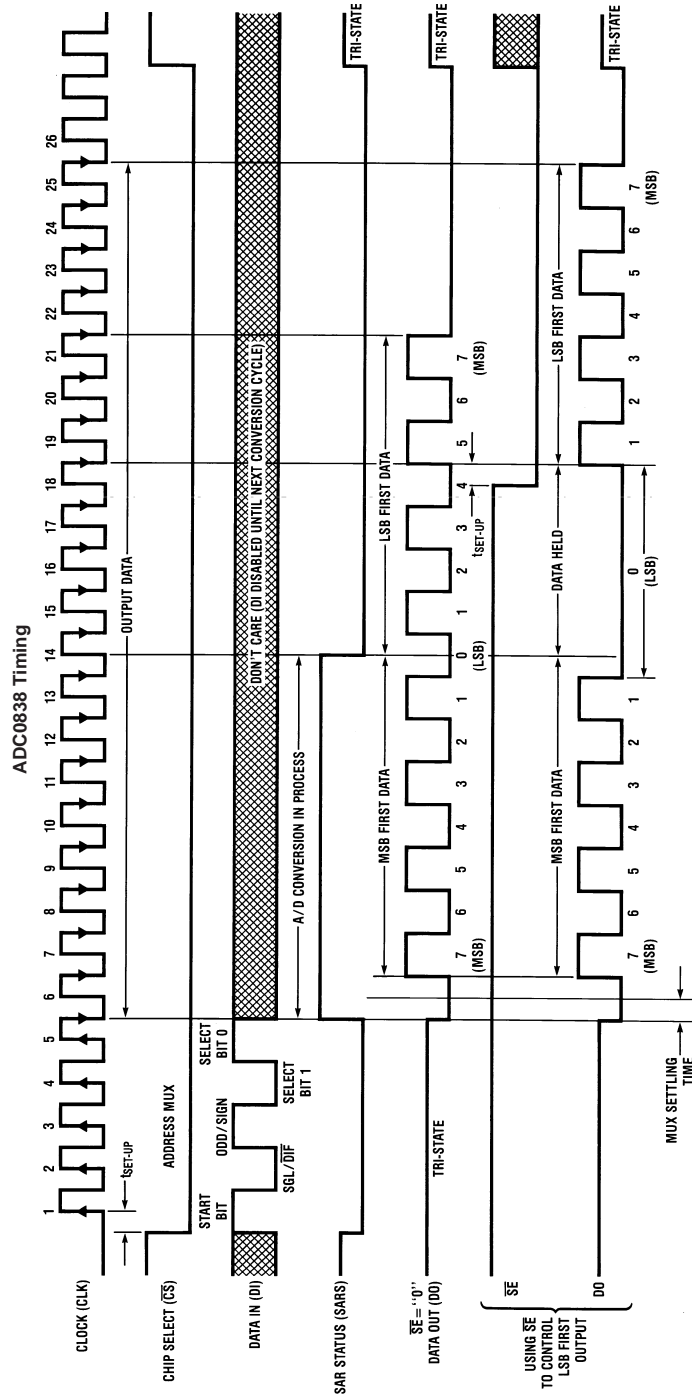 ADC0838 Timing
CLOCK (CLK)
1 2 3 4 5 6 7 8 9 10 11 12 13 14 15 16 17 18 19 20 21 22 23 24 25 26
tSET-UP
OUTPUT DATA
CHIP SELECT (CS)
ADDRESS MUX
DATA IN (DI)
START
BIT
SGL/DIF
ODD/SIGN
SELECT
BIT 1
SELECT
BIT 0
DON'T CARE (DI DISABLED UNTIL NEXT CONVERSION CYCLE)
A/D CONVERSION IN PROCESS
SAR STATUS (SARS)
TRI-STATE
MSB FIRST DATA
LSB FIRST DATA
SE = "0"
DATA OUT (DO)
TRI-STATE
TRI-STATE
7 6 5 4 3 2 1 0 1 2 3 4 5 6 7
(MSB) (LSB) (MSB)
tSET-UP
USING SE
TO CONTROL
LSB FIRST
OUTPUT
SE
MSB FIRST DATA
DATA HELD
LSB FIRST DATA
DO
TRI-STATE
7 6 5 4 3 2 1 0 1 2 3 4 5 6 7
(MSB) (LSB) (MSB)
MUX SETTLING
TIME